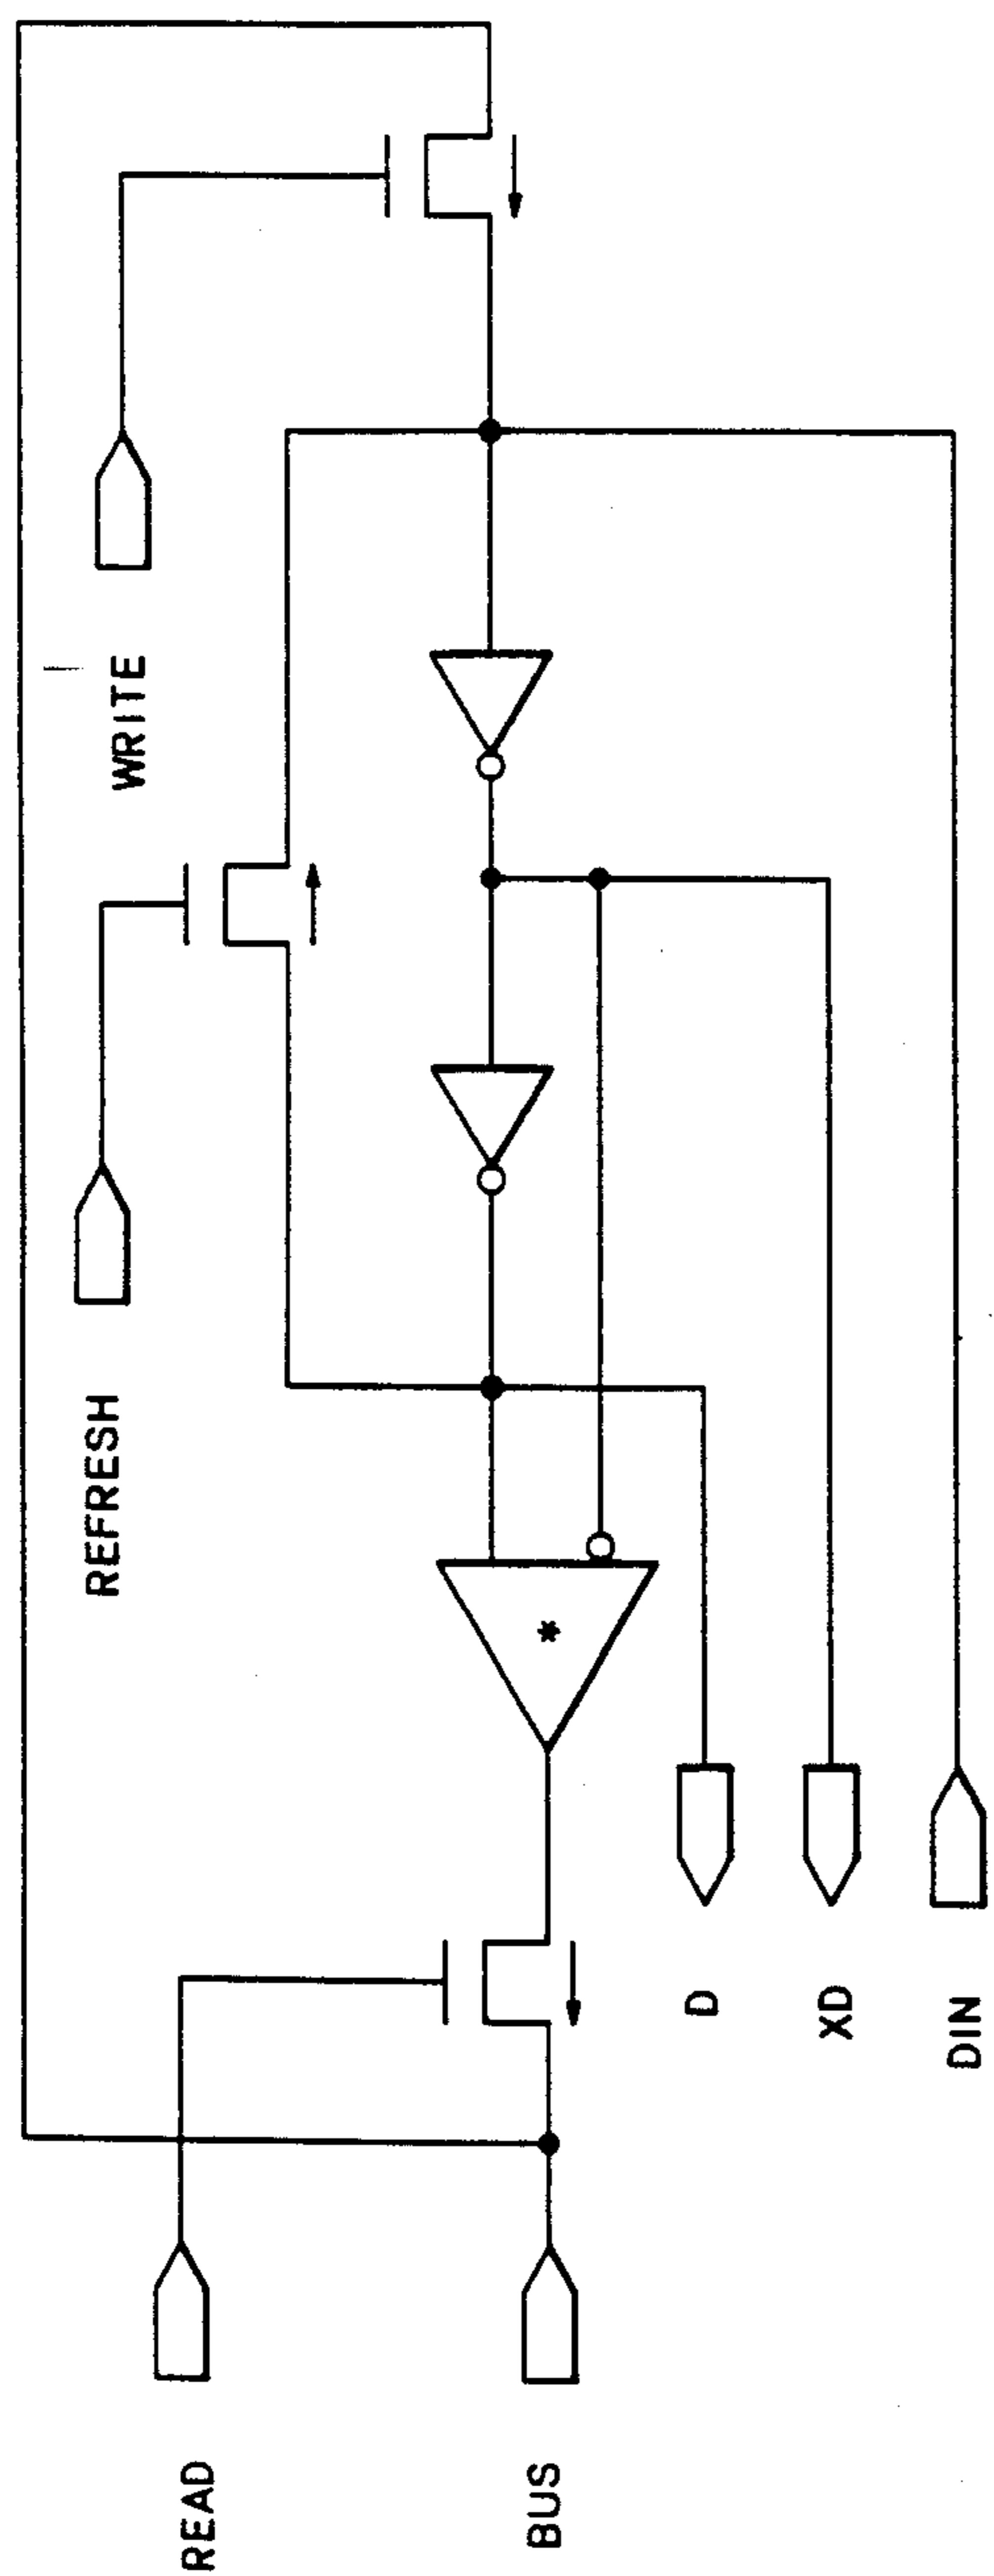 READ
BUS
REFRESH
WRITE
*
D
XD
DIN